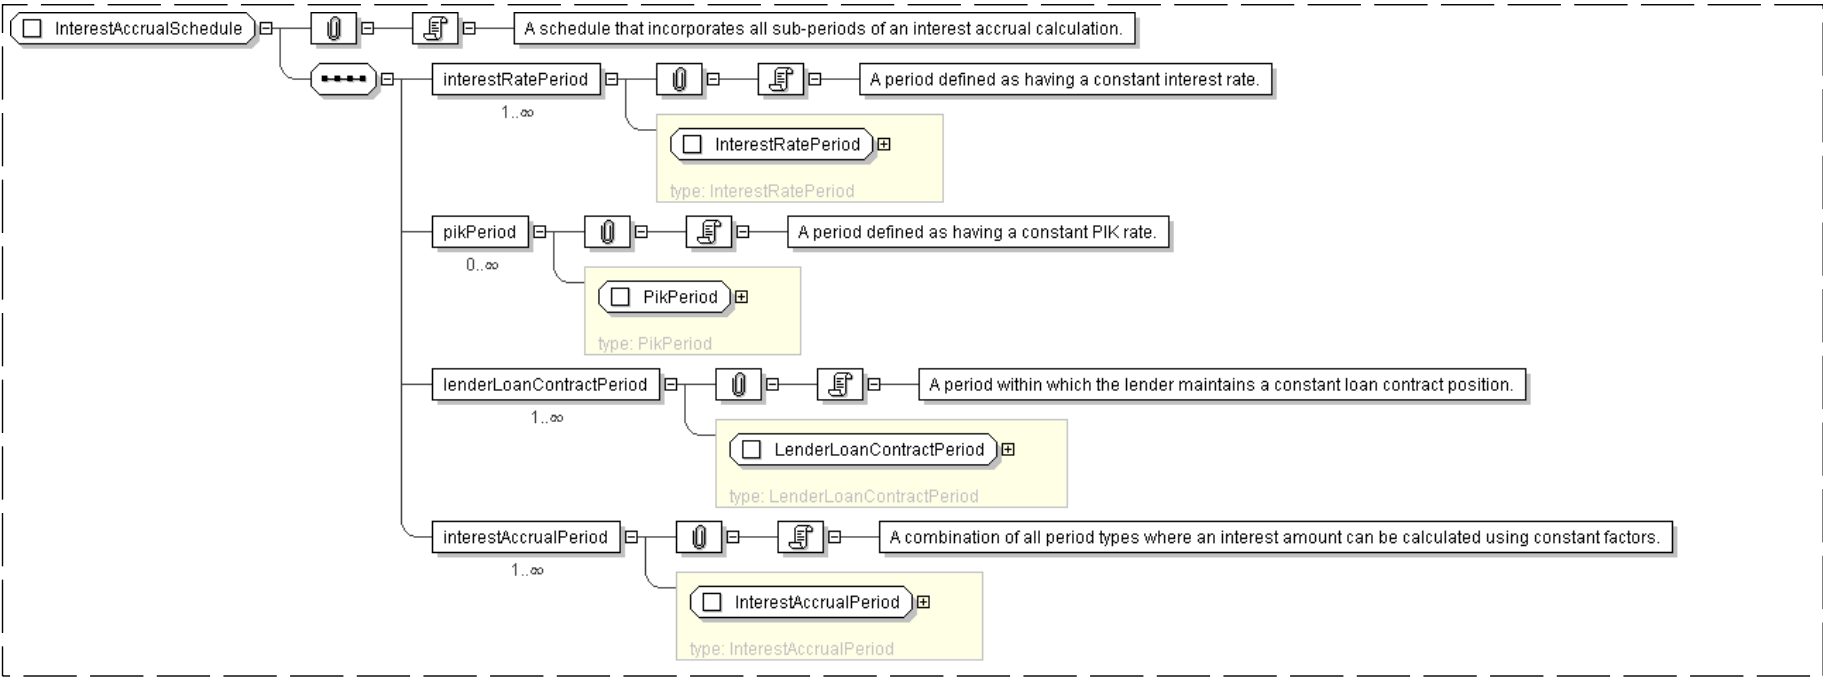 InterestAccrualSchedule
A schedule that incorporates all sub-periods of an interest accrual calculation.
interestRatePeriod
A period defined as having a constant interest rate.
1..∞
InterestRatePeriod
type: InterestRatePeriod
pikPeriod
A period defined as having a constant PIK rate.
0..∞
PikPeriod
type: PikPeriod
lenderLoanContractPeriod
A period within which the lender maintains a constant loan contract position.
1..∞
LenderLoanContractPeriod
type: LenderLoanContractPeriod
interestAccrualPeriod
A combination of all period types where an interest amount can be calculated using constant factors.
1..∞
InterestAccrualPeriod
type: InterestAccrualPeriod